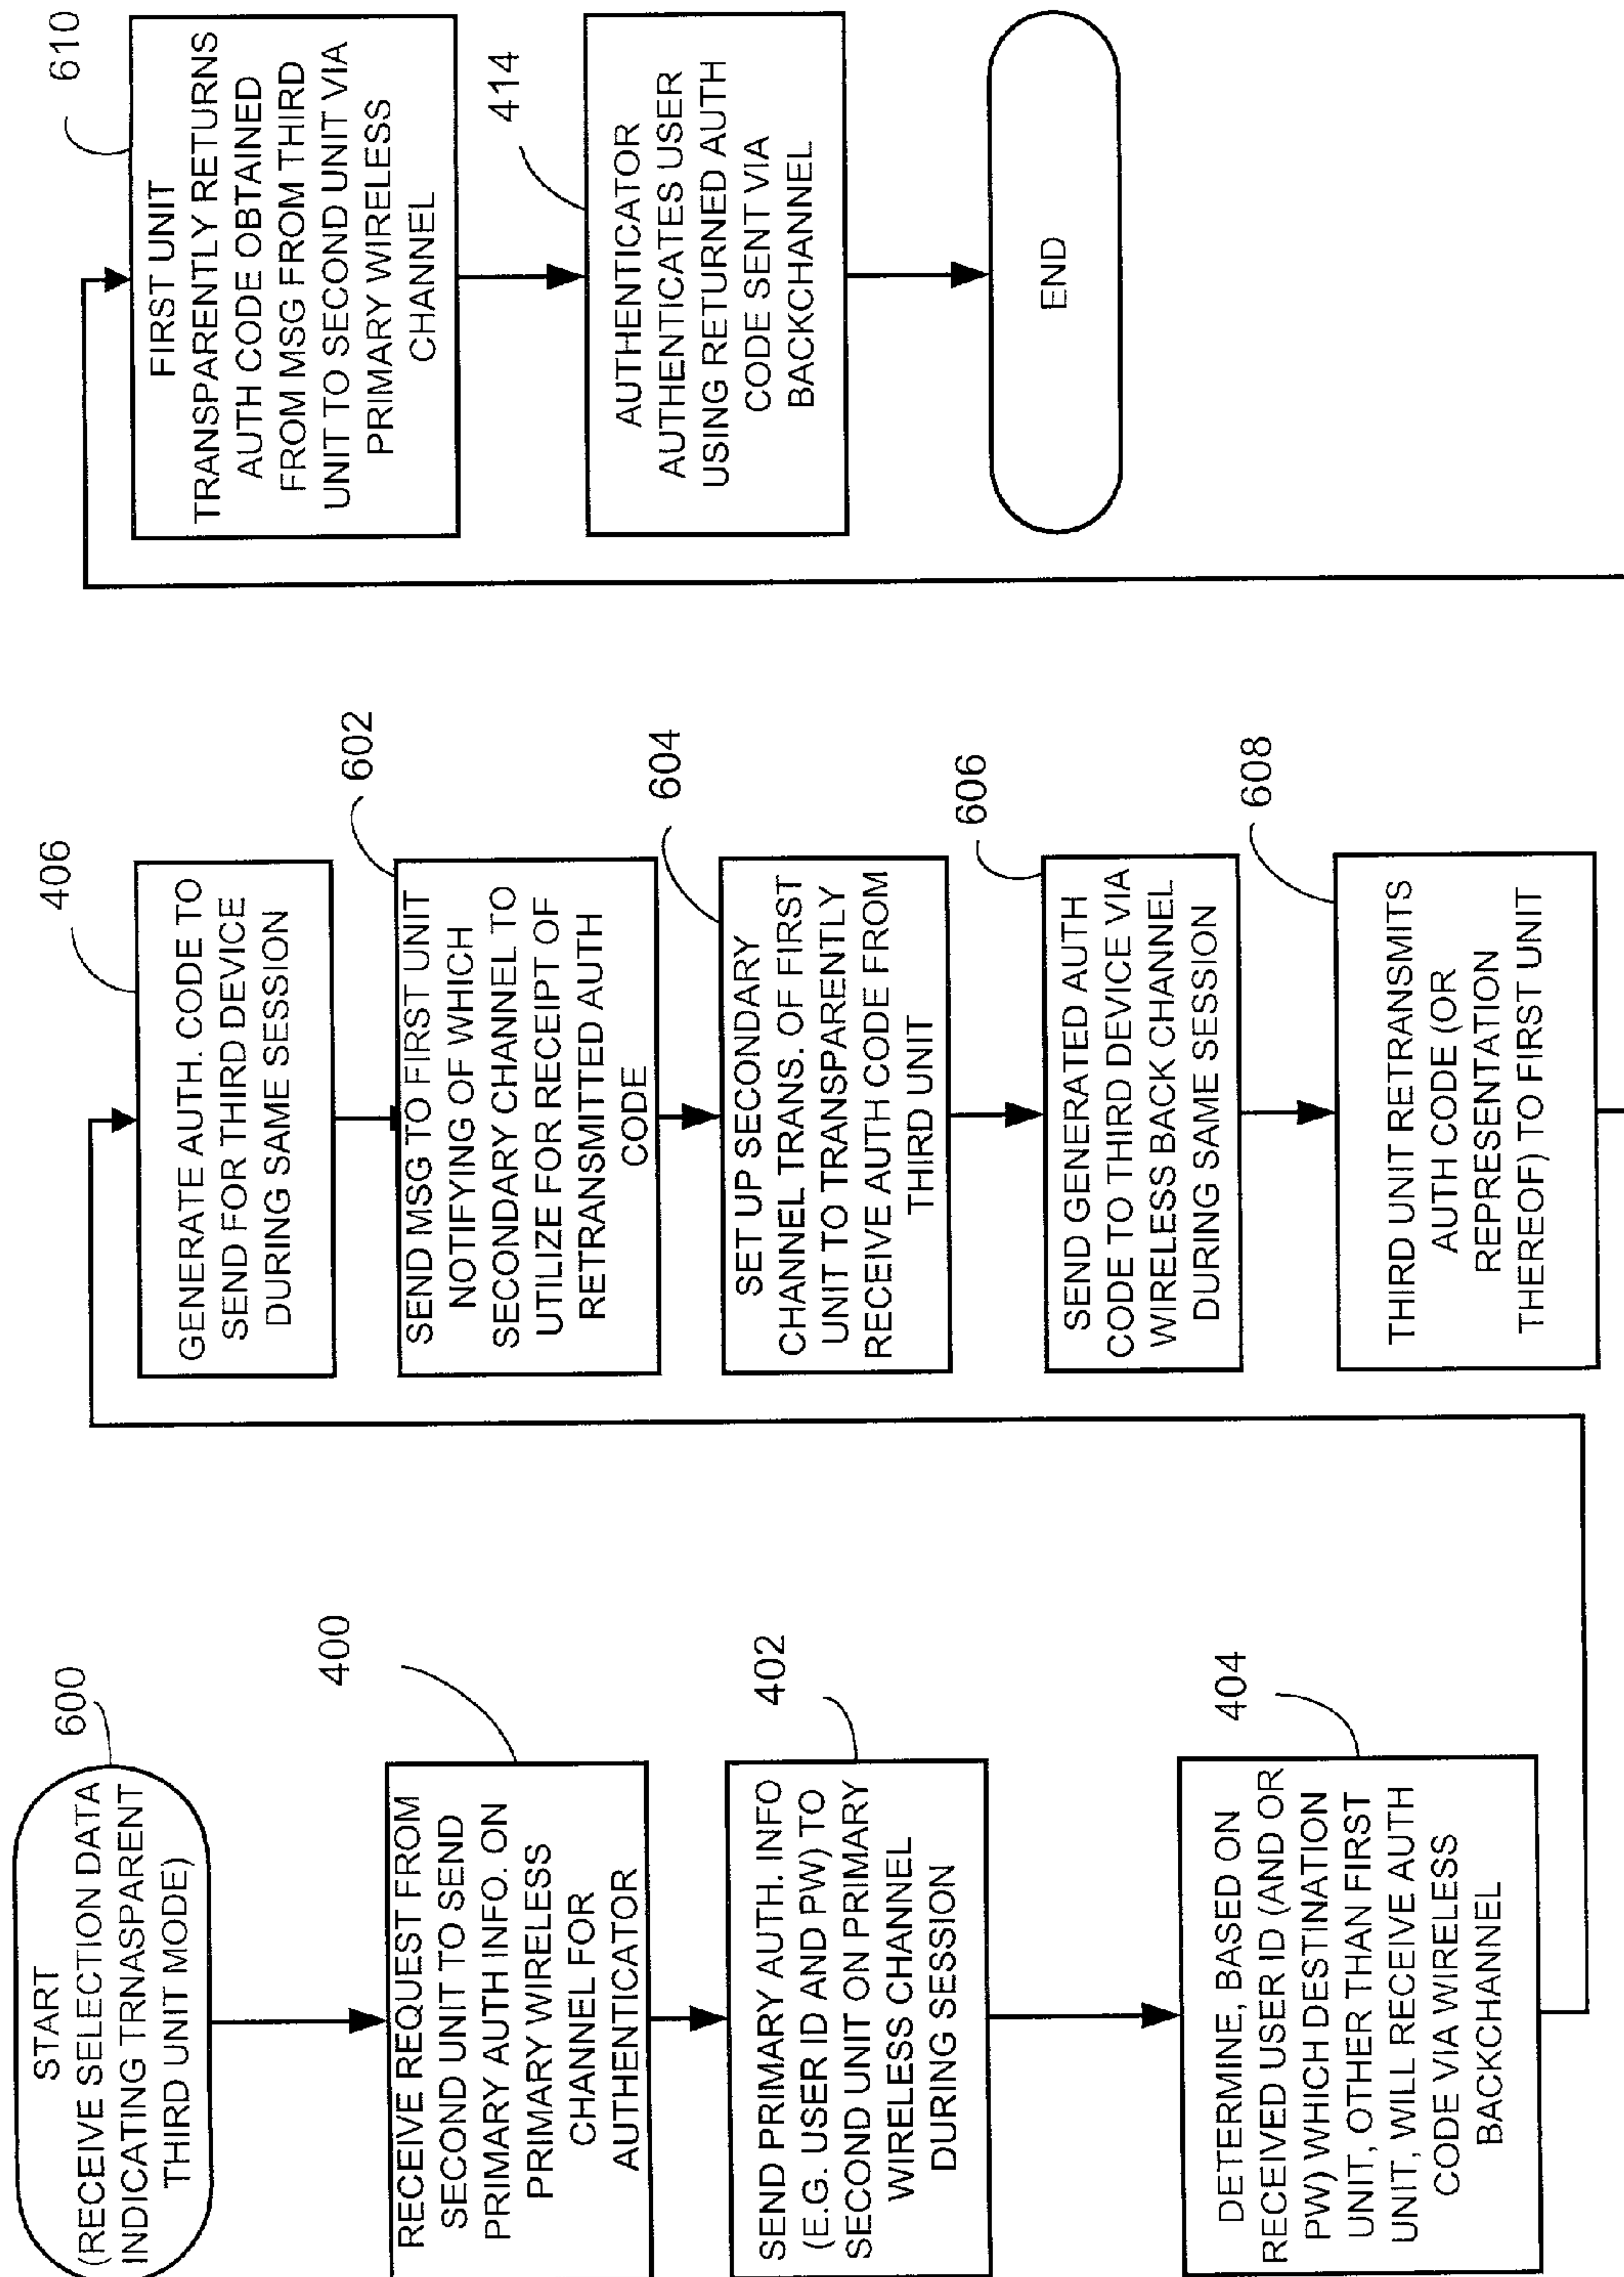 600
START
(RECEIVE SELECTION DATA
INDICATING TRNASPARENT
THIRD UNIT MODE)
400
RECEIVE REQUEST FROM
SECOND UNIT TO SEND
PRIMARY AUTH INFO. ON
PRIMARY WIRELESS
CHANNEL FOR
AUTHENTICATOR
402
SEND PRIMARY AUTH. INFO
(E.G. USER ID AND PW) TO
SECOND UNIT ON PRIMARY
WIRELESS CHANNEL
DURING SESSION
404
DETERMINE, BASED ON
RECEIVED USER ID (AND OR
PW) WHICH DESTINATION
UNIT, OTHER THAN FIRST
UNIT, WILL RECEIVE AUTH
CODE VIA WIRELESS
BACKCHANNEL
406
GENERATE AUTH. CODE TO
SEND FOR THIRD DEVICE
DURING SAME SESSION
602
SEND MSG TO FIRST UNIT
NOTIFYING OF WHICH
SECONDARY CHANNEL TO
UTILIZE FOR RECEIPT OF
RETRANSMITTED AUTH
CODE
604
SET UP SECONDARY
CHANNEL TRANS. OF FIRST
UNIT TO TRANSPARENTLY
RECEIVE AUTH CODE FROM
THIRD UNIT
606
SEND GENERATED AUTH
CODE TO THIRD DEVICE VIA
WIRELESS BACK CHANNEL
DURING SAME SESSION
608
THIRD UNIT RETRANSMITS
AUTH CODE (OR
REPRESENTATION
THEREOF) TO FIRST UNIT
610
FIRST UNIT
TRANSPARENTLY RETURNS
AUTH CODE OBTAINED
FROM MSG FROM THIRD
UNIT TO SECOND UNIT VIA
PRIMARY WIRELESS
CHANNEL
414
AUTHENTICATOR
AUTHENTICATES USER
USING RETURNED AUTH
CODE SENT VIA
BACKCHANNEL
END